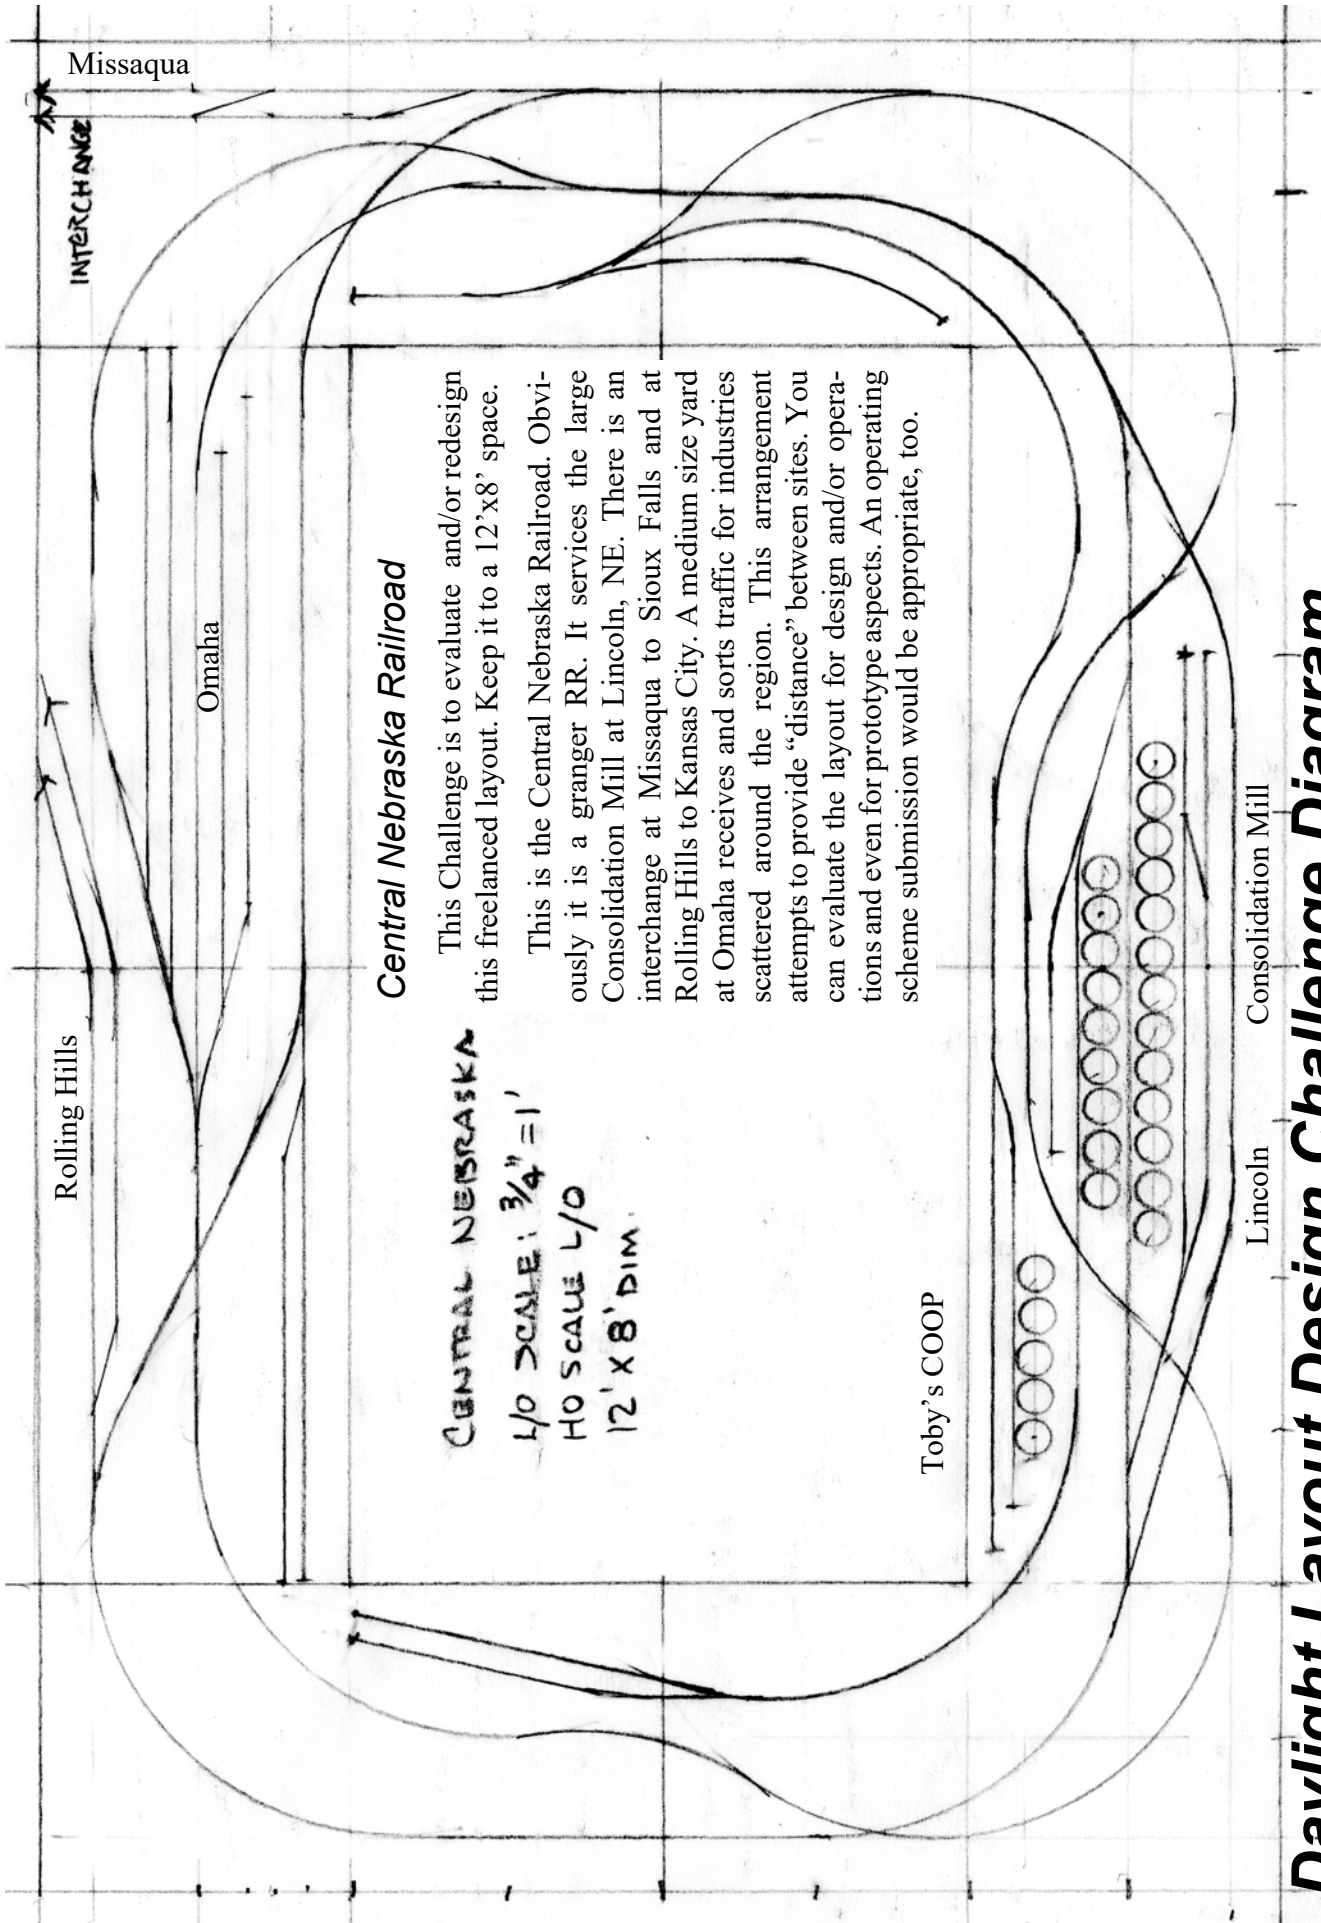 Missaqua
INTERCHANGE
Rolling Hills
Omaha
Central Nebraska Railroad
This Challenge is to evaluate and/or redesign
this freelanced layout. Keep it to a 12’x8’ space.
This is the Central Nebraska Railroad. Obvi-
ously it is a granger RR. It services the large
Consolidation Mill at Lincoln, NE. There is an
interchange at Missaqua to Sioux Falls and at
Rolling Hills to Kansas City. A medium size yard
at Omaha receives and sorts traffic for industries
scattered around the region. This arrangement
attempts to provide “distance” between sites. You
can evaluate the layout for design and/or opera-
tions and even for prototype aspects. An operating
scheme submission would be appropriate, too.
CENTRAL NEBRASKA
L/O SCALE: 3/4" = 1'
HO SCALE L/O
12' X 8' DIM.
Toby’s COOP
Lincoln
Consolidation Mill
Daylight Layout Design Challenge Diagram